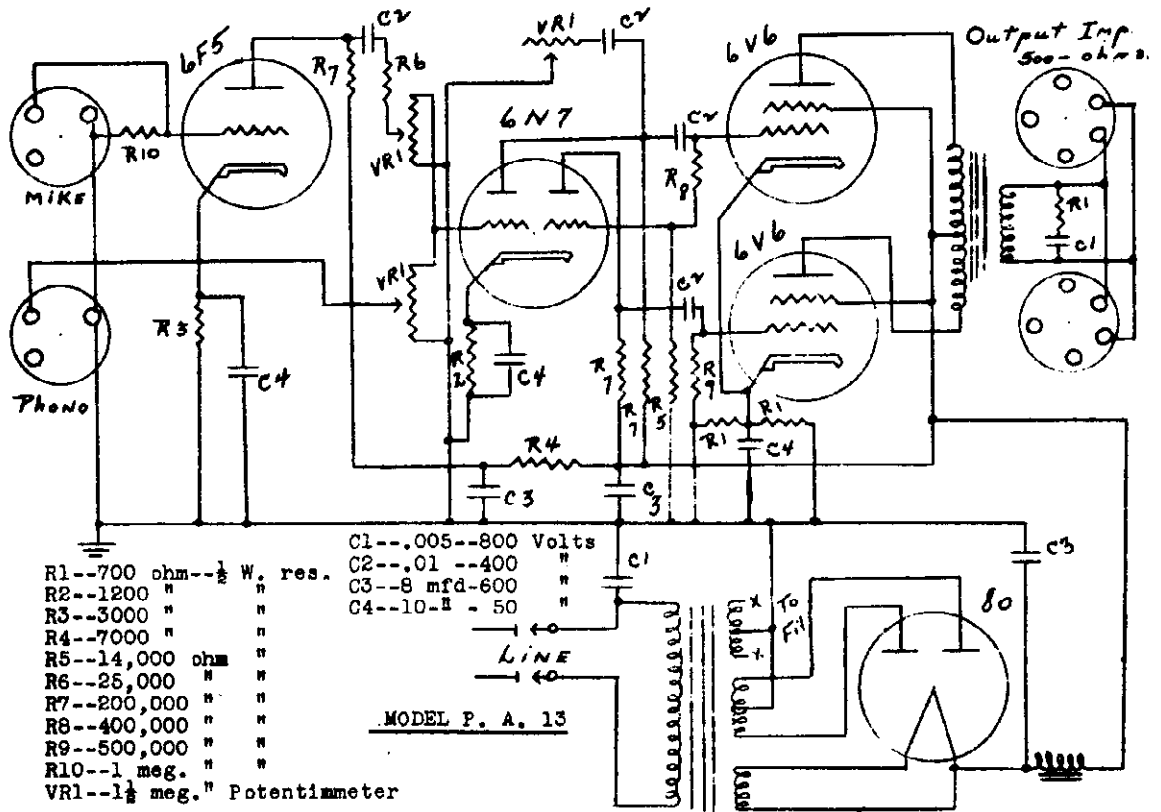 6F5
C2
VR1
C2
6V6
Output Imp.
500-ohms.
R7
R6
6N7
C2
R10
VR1
R8
MIKE
R1
C1
6V6
VR1
C2
R3
R2
C4
R7
R7
R5
R9
R1
R1
C4
C4
PHONO
R4
C3
C3
C1
C3
R1--700 ohm--½ W. res.
R2--1200 " "
R3--3000 "
R4--7000 " "
R5--14,000 ohm "
R6--25,000 " "
R7--200,000 " "
R8--400,000 " "
R9--500,000 " "
R10--1 meg. " "
VR1--1½ meg. " Potentimmeter
C1--.005--800 Volts
C2--.01 --400 "
C3--8 mfd-600 "
C4--10-" - 50 "
LINE
MODEL P. A. 13
X To
Fil
X
80